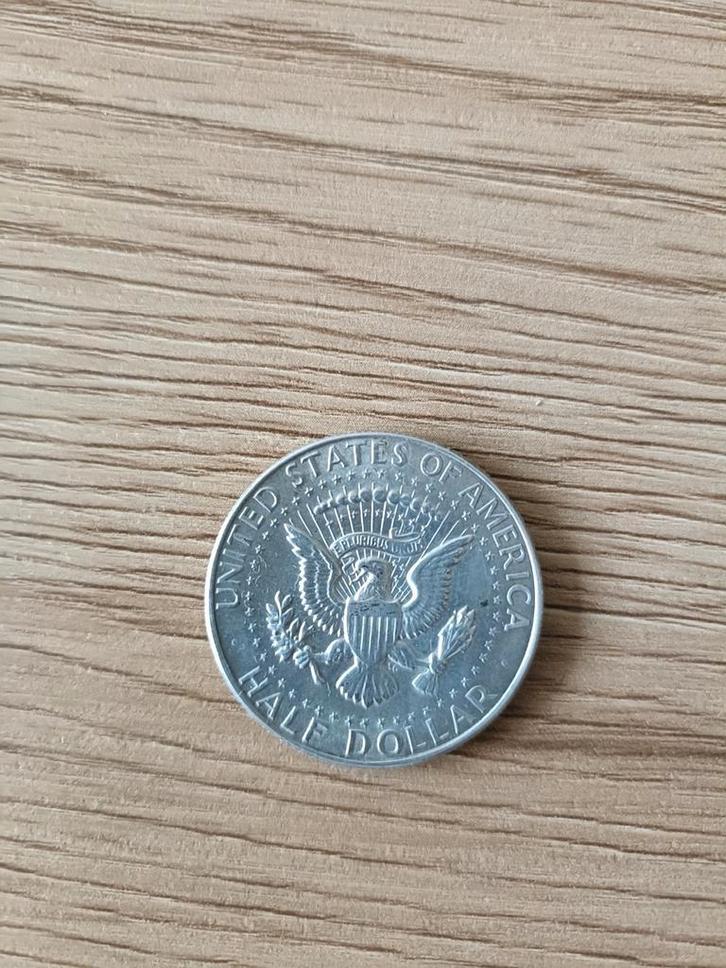 UNITED STATES OF AMERICA
E PLURIBUS UNUM
HALF DOLLAR